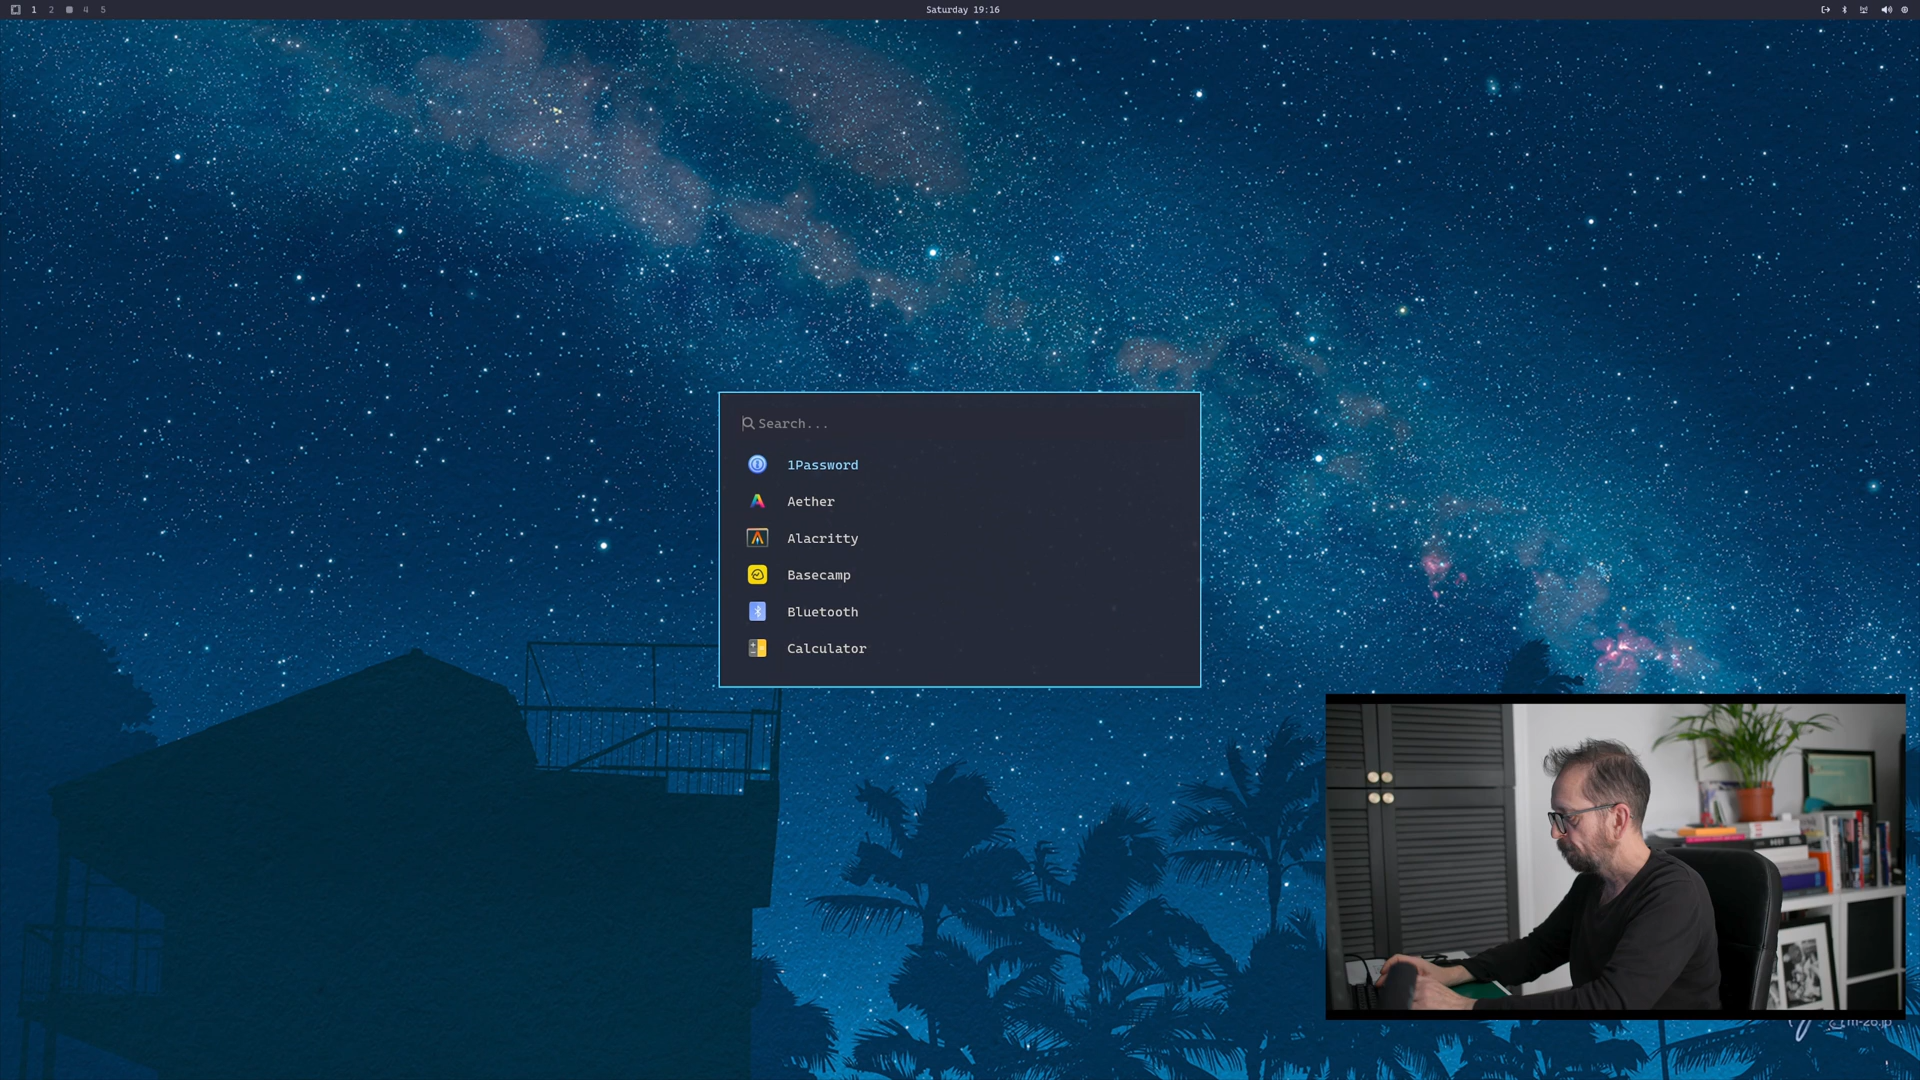 1 2 4 5
Saturday 19:16
Search...
1Password
Aether
Alacritty
Basecamp
Bluetooth
Calculator